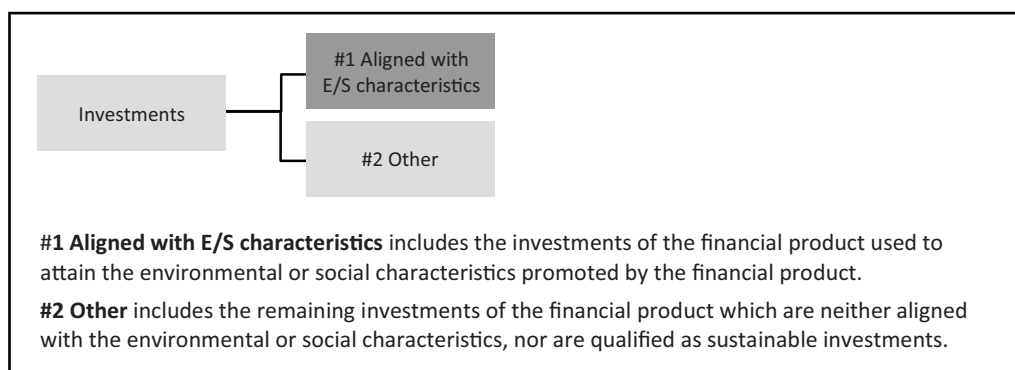 #1 Aligned with
E/S characteristics
Investments
#2 Other
#1 Aligned with E/S characteristics includes the investments of the financial product used to
attain the environmental or social characteristics promoted by the financial product.
#2 Other includes the remaining investments of the financial product which are neither aligned
with the environmental or social characteristics, nor are qualified as sustainable investments.